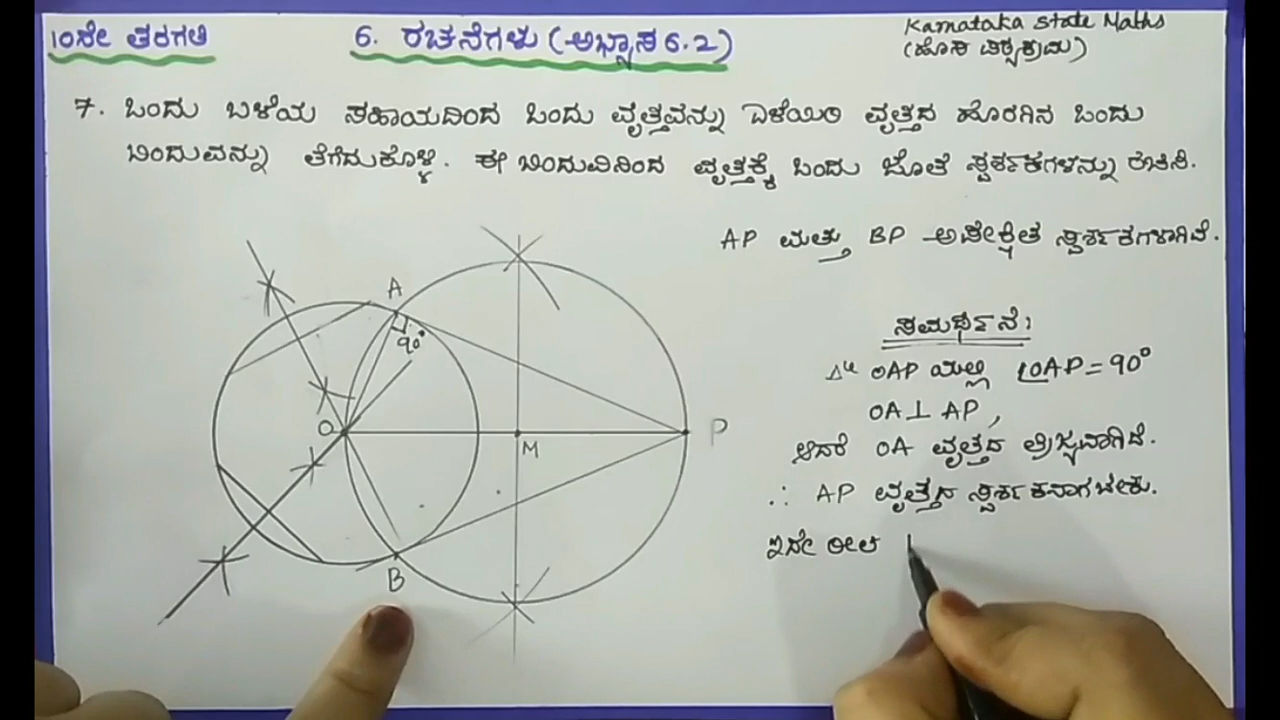 10ನೇ ತರಗತಿ
6. ರಚನೆಗಳು (ಅಭ್ಯಾಸ 6.2)
Karnataka State Maths
(ಹೊಸ ಪಠ್ಯಕ್ರಮ)
7. ಒಂದು ಬಳೆಯ ಸಹಾಯದಿಂದ ಒಂದು ವೃತ್ತವನ್ನು ಎಳೆಯಿರಿ ವೃತ್ತದ ಹೊರಗಿನ ಒಂದು
ಬಿಂದುವನ್ನು ತೆಗೆದುಕೊಳ್ಳಿ. ಈ ಬಿಂದುವಿನಿಂದ ವೃತ್ತಕ್ಕೆ ಒಂದು ಜೊತೆ ಸ್ಪರ್ಶಕಗಳನ್ನು ರಚಿಸಿ.
AP ಮತ್ತು BP ಅಪೇಕ್ಷಿತ ಸ್ಪರ್ಶಕಗಳಾಗಿವೆ.
A
90°
O
M
P
B
ಸಮರ್ಥನೆ:
OAP ಯಲ್ಲಿ ∠OAP = 90°
OA ⊥ AP,
ಆದರೆ OA ವೃತ್ತದ ತ್ರಿಜ್ಯವಾಗಿದೆ.
∴ AP ವೃತ್ತದ ಸ್ಪರ್ಶಕವಾಗಬೇಕು.
ಇದೇ ರೀತಿ